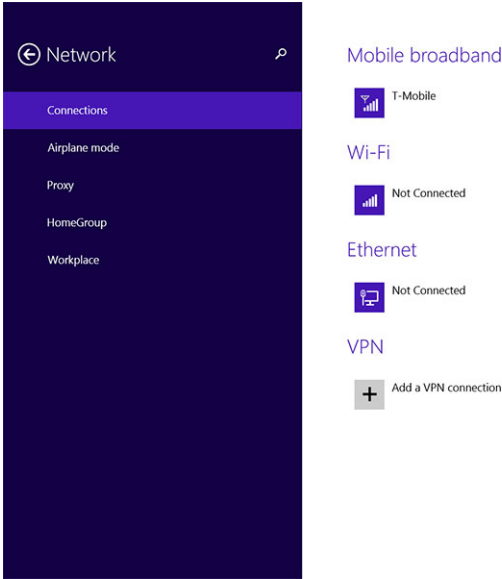 Network
Connections
Airplane mode
Proxy
HomeGroup
Workplace
Mobile broadband
T-Mobile
Wi-Fi
Not Connected
Ethernet
Not Connected
VPN
Add a VPN connection